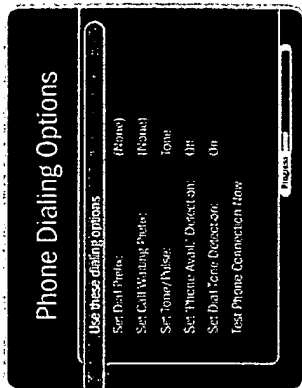 Phone Dialing Options
Use these dialing options
Set Dial Prefix: (None)
Set Call Waiting Prefix: (None)
Set Tone/Pulse: Tone
Set 'Phone Avail.' Detection: Off
Set Dial Tone Detection: On
Test Phone Connection Now
Progress